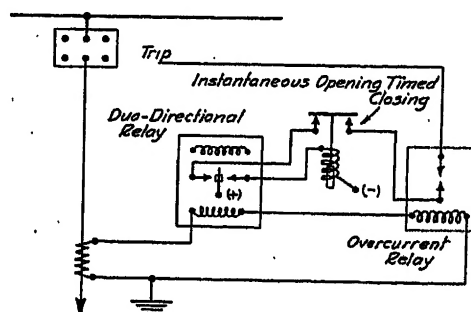 Trip
Instantaneous Opening Timed
Closing
Duo-Directional
Relay
(+)
(-)
Overcurrent
Relay